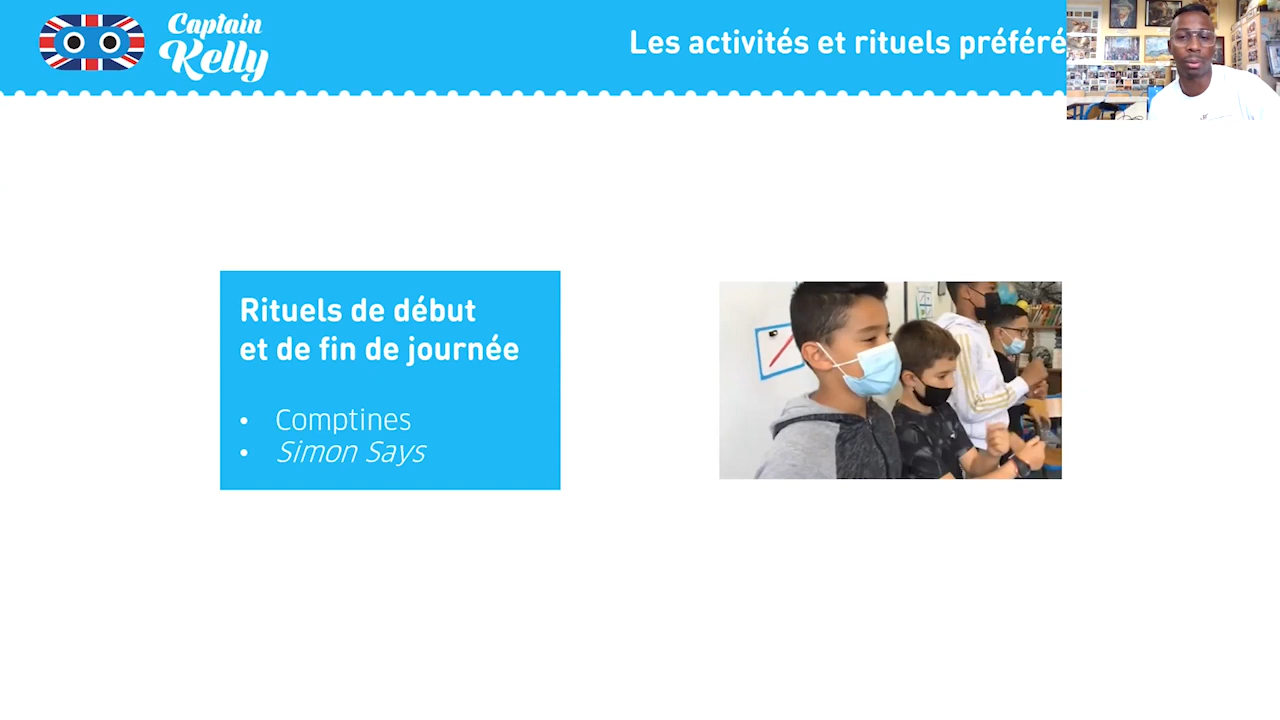 Captain
Kelly
Les activités et rituels préféré
Rituels de début
et de fin de journée
• Comptines
• Simon Says